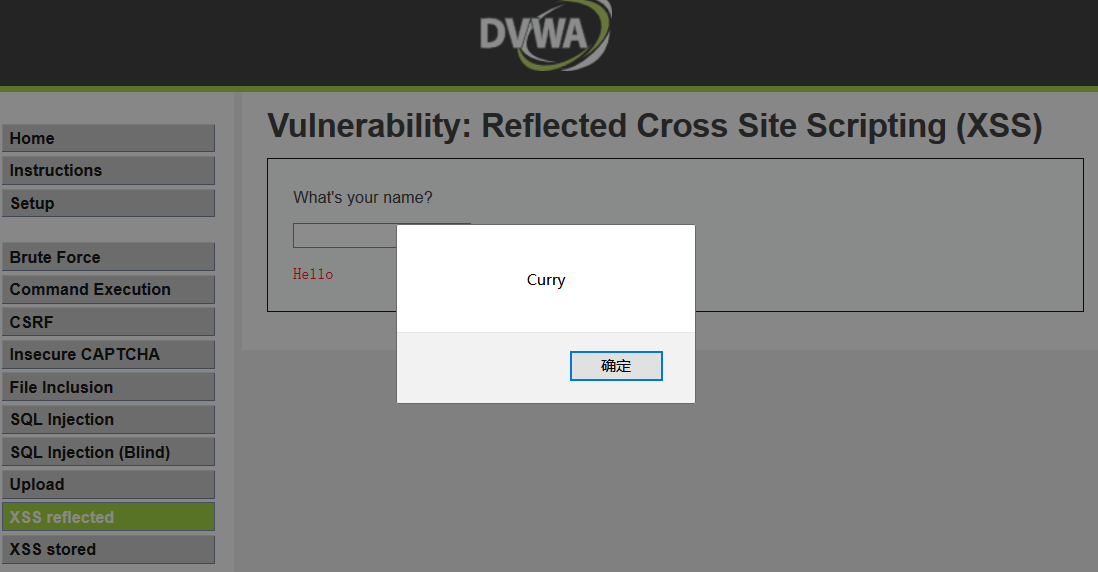 DVWA
Home
Instructions
Setup
Brute Force
Command Execution
CSRF
Insecure CAPTCHA
File Inclusion
SQL Injection
SQL Injection (Blind)
Upload
XSS reflected
XSS stored
Vulnerability: Reflected Cross Site Scripting (XSS)
What's your name?
Hello
Curry
确定